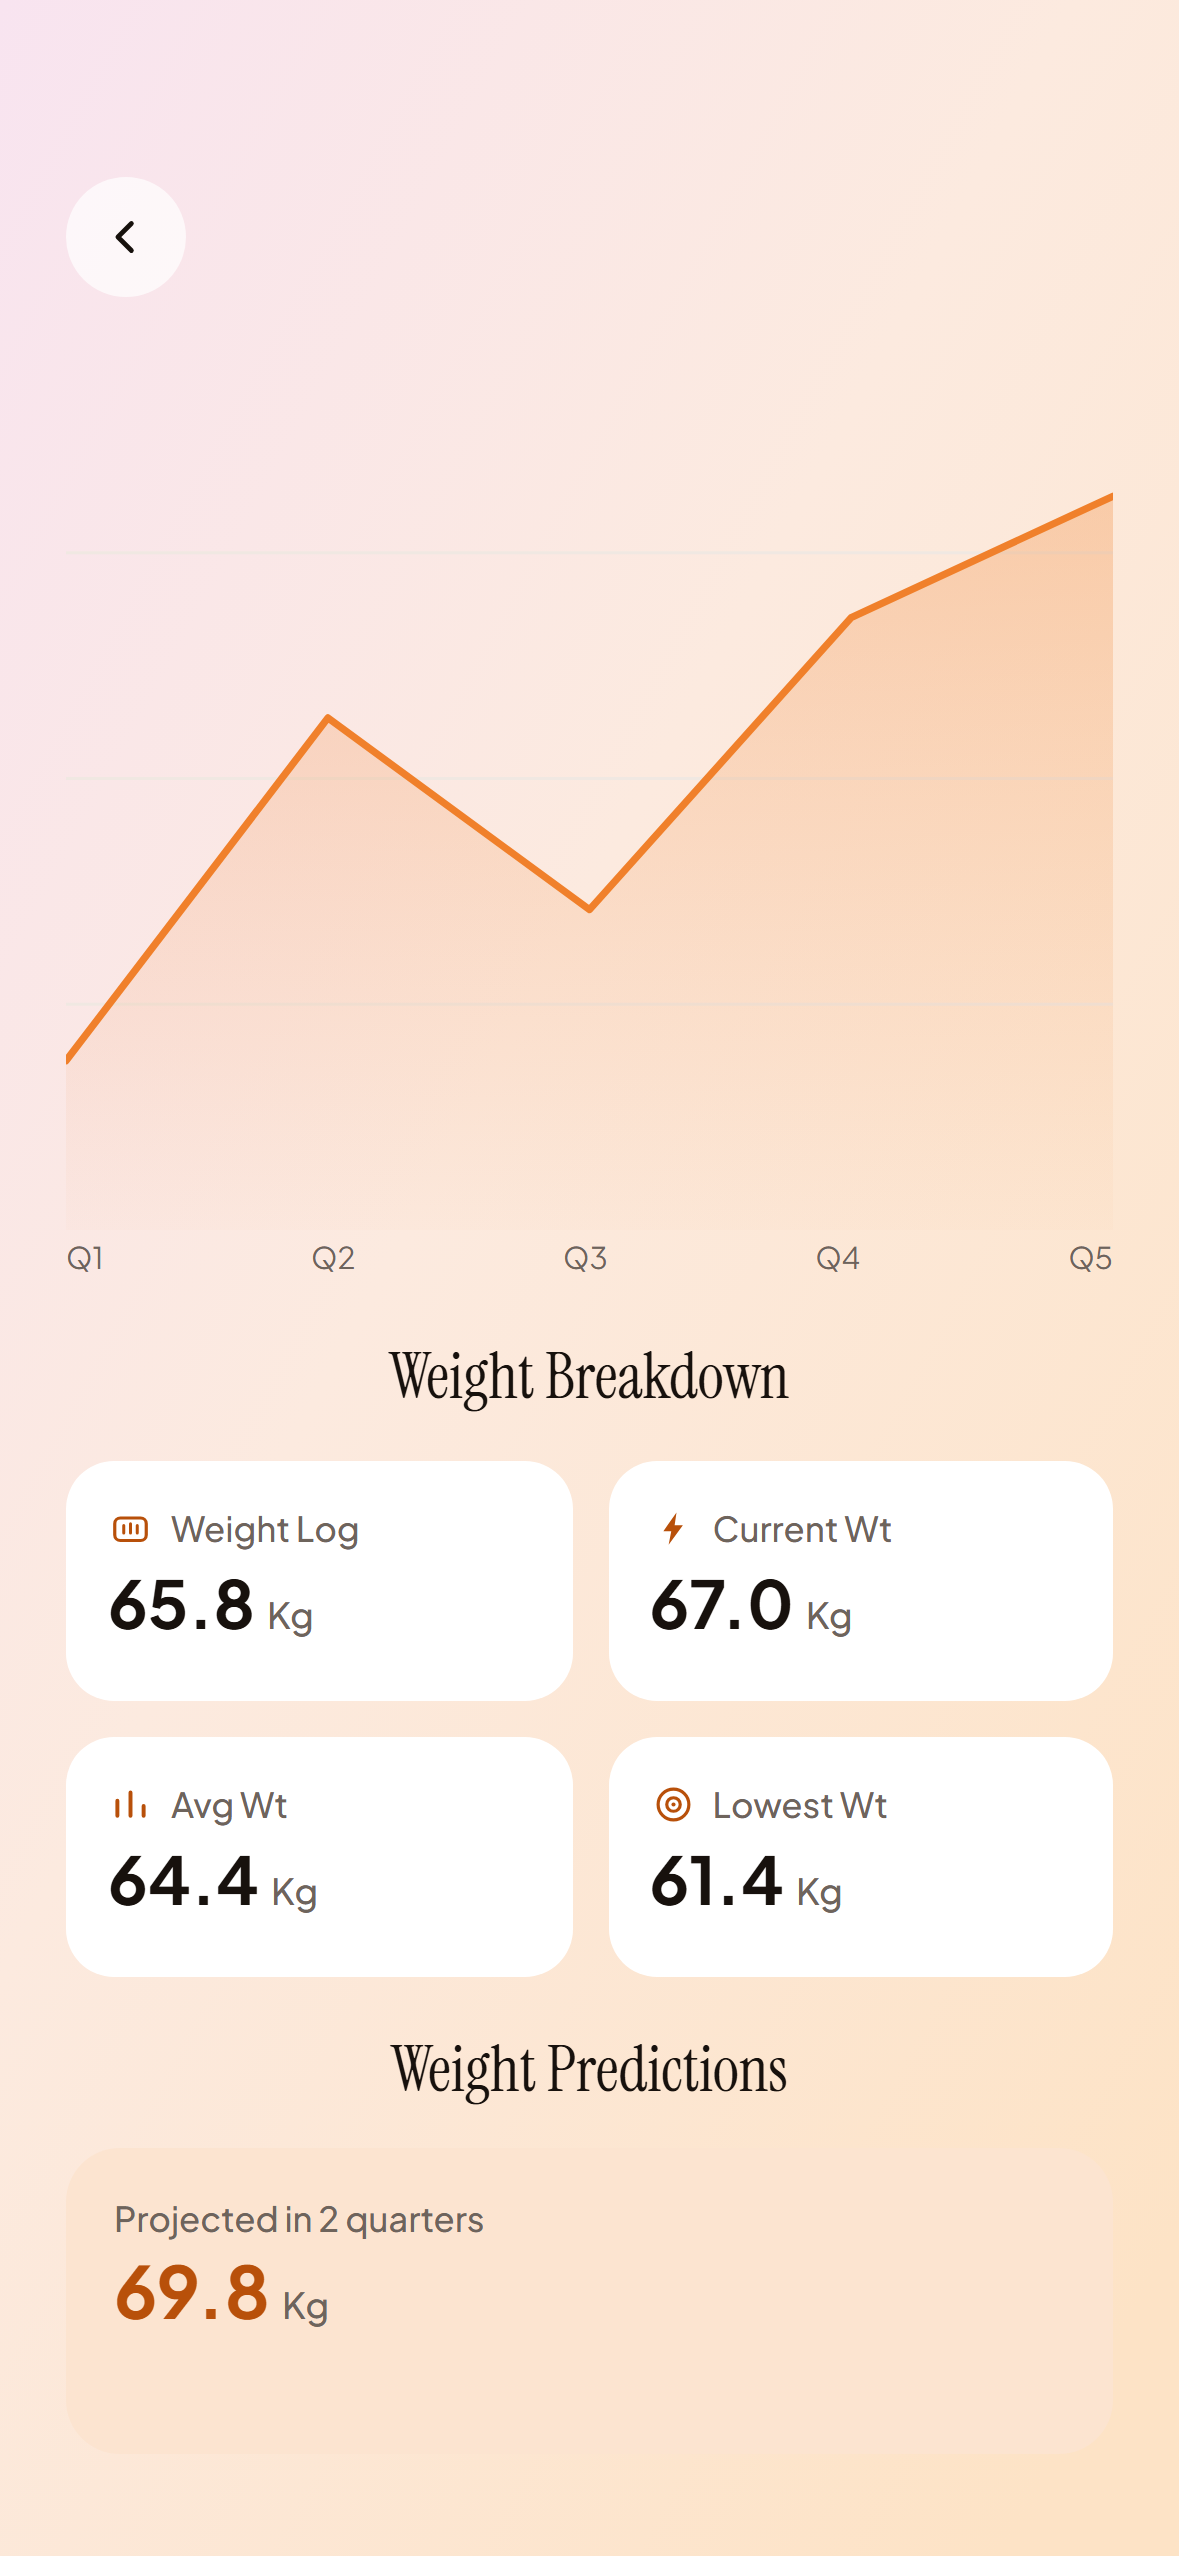 Q1 Q2 Q3 Q4 Q5
Weight Breakdown
Weight Log
65.8 Kg
Current Wt
67.0 Kg
Avg Wt
64.4 Kg
Lowest Wt
61.4 Kg
Weight Predictions
Projected in 2 quarters
69.8 Kg